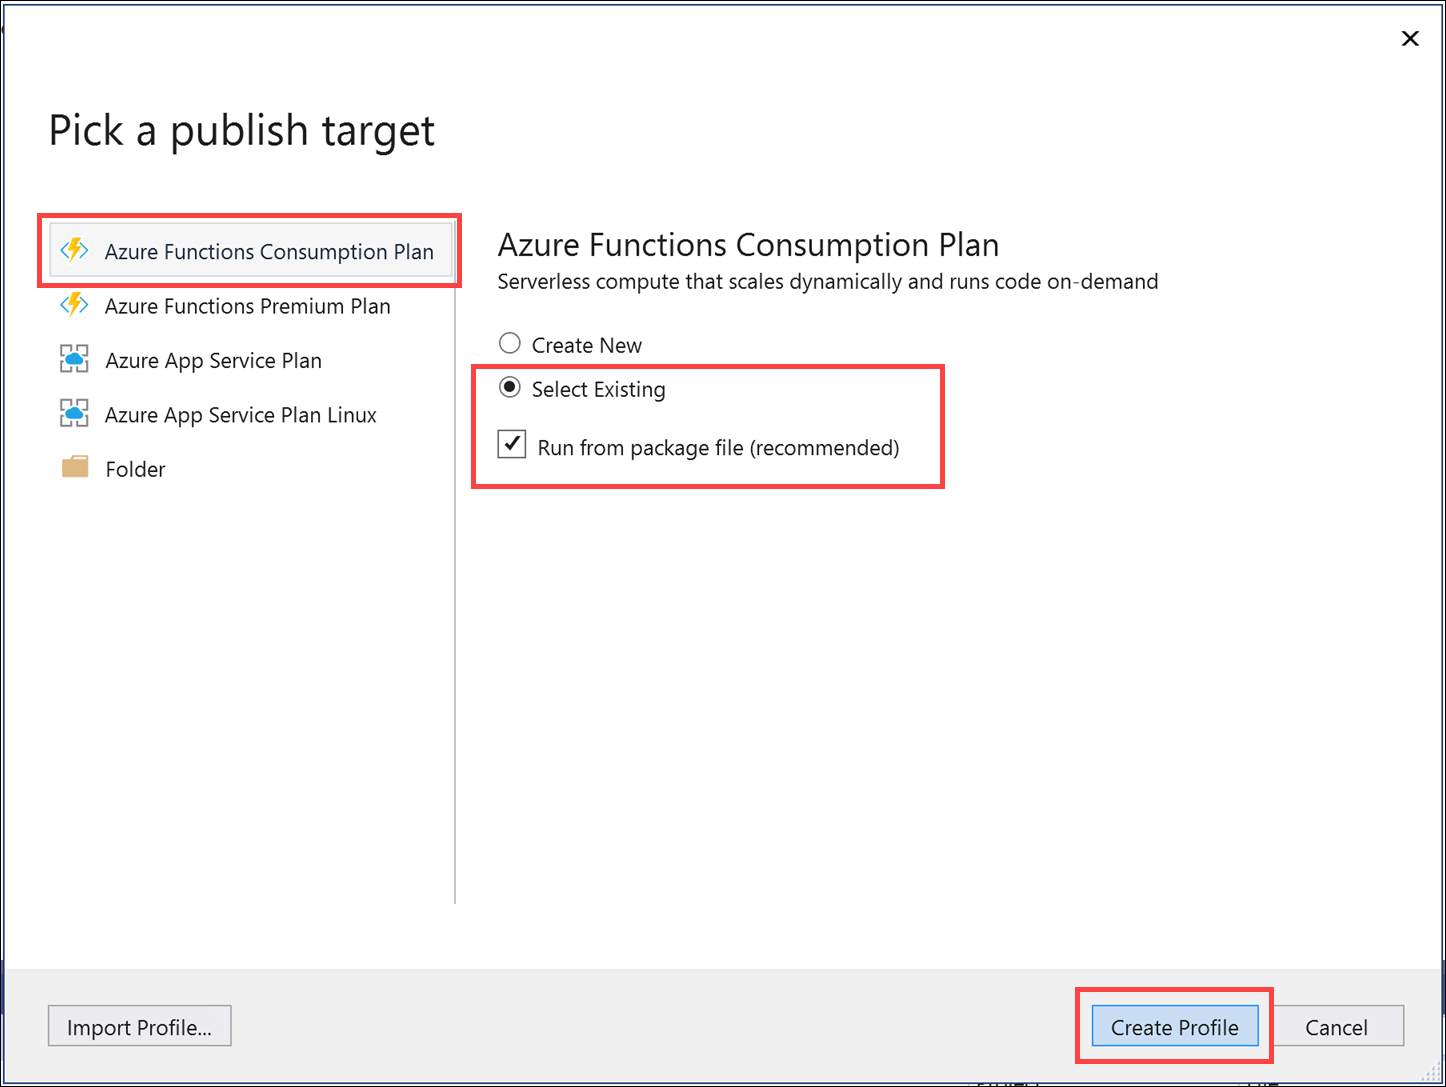 Pick a publish target
Azure Functions Consumption Plan
Azure Functions Premium Plan
Azure App Service Plan
Azure App Service Plan Linux
Folder
Azure Functions Consumption Plan
Serverless compute that scales dynamically and runs code on-demand
Create New
Select Existing
Run from package file (recommended)
Import Profile...
Create Profile
Cancel